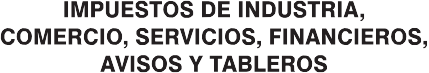 IMPUESTOS DE INDUSTRIA,
COMERCIO, SERVICIOS, FINANCIEROS,
AVISOS Y TABLEROS